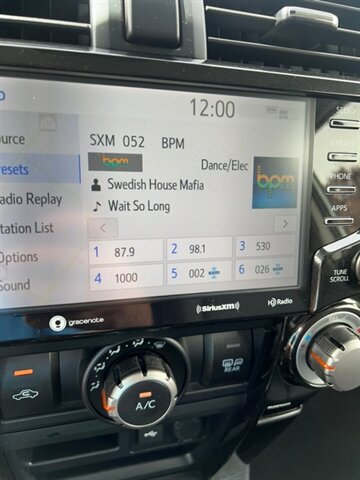 12:00
SXM 052 BPM
bpm
Dance/Elec
bpm
Swedish House Mafia
Wait So Long
ource
resets
adio Replay
tation List
Options
Sound
1 87.9
2 98.1
3 530
4 1000
5 002
6 026
gracenote
SiriusXM
HD Radio
PHONE
APPS
TUNE
SCROLL
A/C
REAR